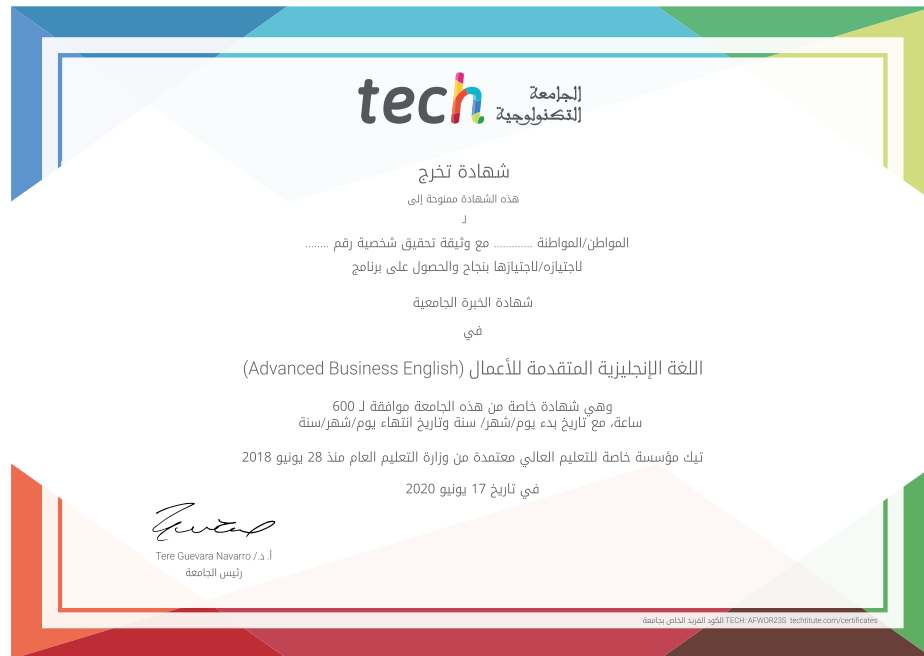 tech الجامعة
التكنولوجية
شهادة تخرج
هذه الشهادة ممنوحة إلى
لـ
المواطن/المواطنة ............ مع وثيقة تحقيق شخصية رقم ........
لاجتيازه/لاجتيازها بنجاح والحصول على برنامج
شهادة الخبرة الجامعية
في
اللغة الإنجليزية المتقدمة للأعمال (Advanced Business English)
وهي شهادة خاصة من هذه الجامعة موافقة لـ 600
ساعة، مع تاريخ بدء يوم/شهر/ سنة وتاريخ انتهاء يوم/شهر/سنة
تيك مؤسسة خاصة للتعليم العالي معتمدة من وزارة التعليم العام منذ 28 يونيو 2018
في تاريخ 17 يونيو 2020
أ. د./ Tere Guevara Navarro
رئيس الجامعة
الكود الفريد الخاص بجامعة TECH: AFWOR23S techtitute.com/certificates